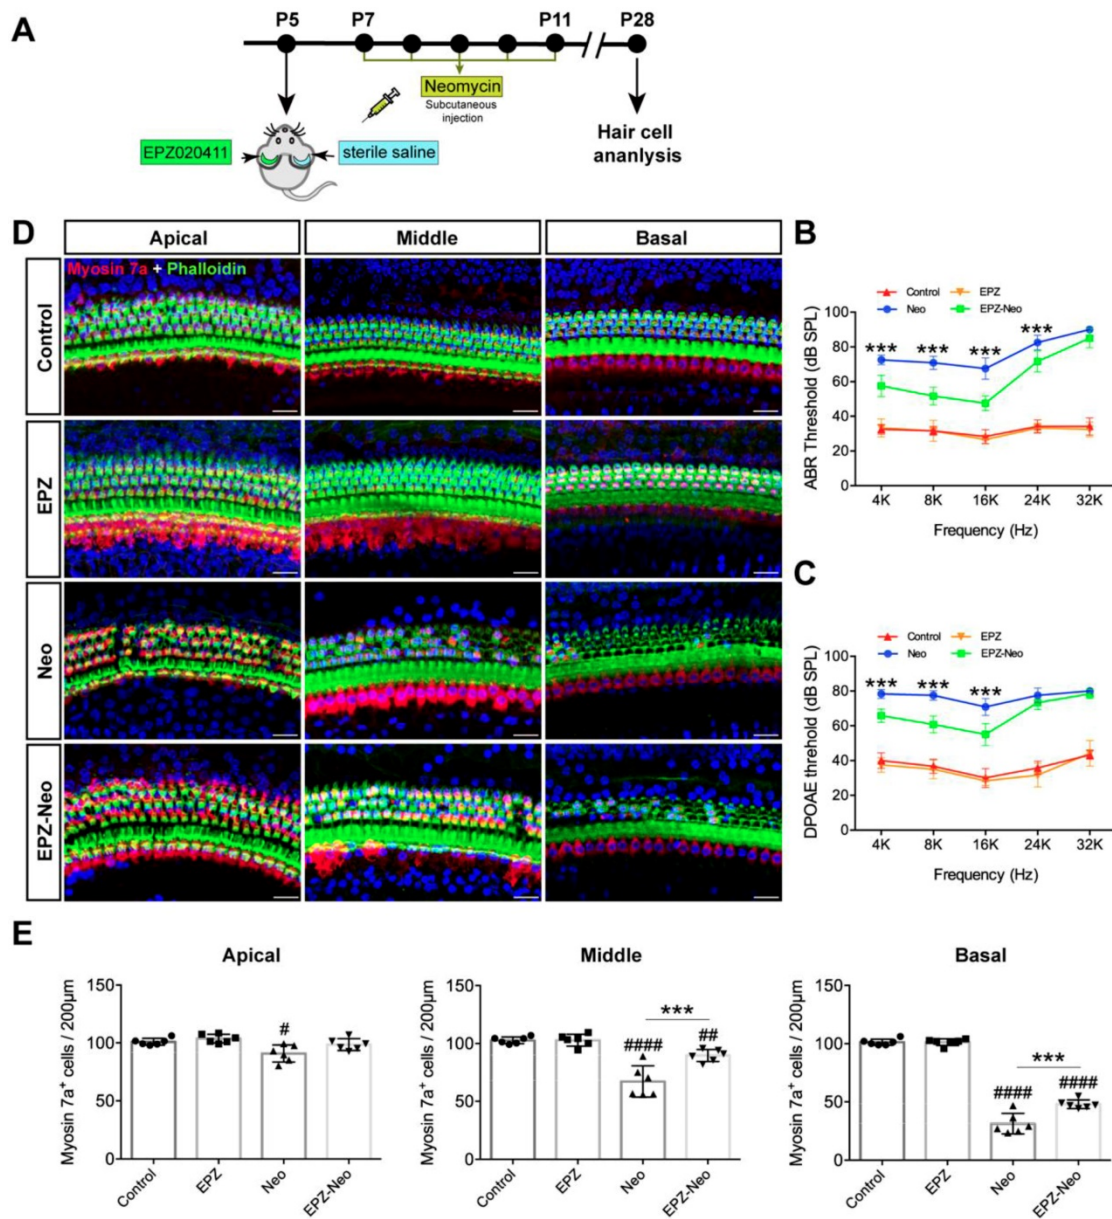 A
P5 P7 P11 P28
Neomycin
Subcutaneous
injection
EPZ020411
sterile saline
Hair cell
ananlysis
D
Apical Middle Basal
Myosin 7a + Phalloidin
Control
EPZ
Neo
EPZ-Neo
B
Control EPZ
Neo EPZ-Neo
ABR Threshold (dB SPL)
100
80
60
40
20
0
*** *** *** ***
4K 8K 16K 24K 32K
Frequency (Hz)
C
Control EPZ
Neo EPZ-Neo
DPOAE threhold (dB SPL)
100
80
60
40
20
0
*** *** ***
4K 8K 16K 24K 32K
Frequency (Hz)
E
Apical
Myosin 7a+ cells / 200μm
150
100
50
0
#
Control EPZ Neo EPZ-Neo
Middle
Myosin 7a+ cells / 200μm
150
100
50
0
***
#### ##
Control EPZ Neo EPZ-Neo
Basal
Myosin 7a+ cells / 200μm
150
100
50
0
***
#### ####
Control EPZ Neo EPZ-Neo